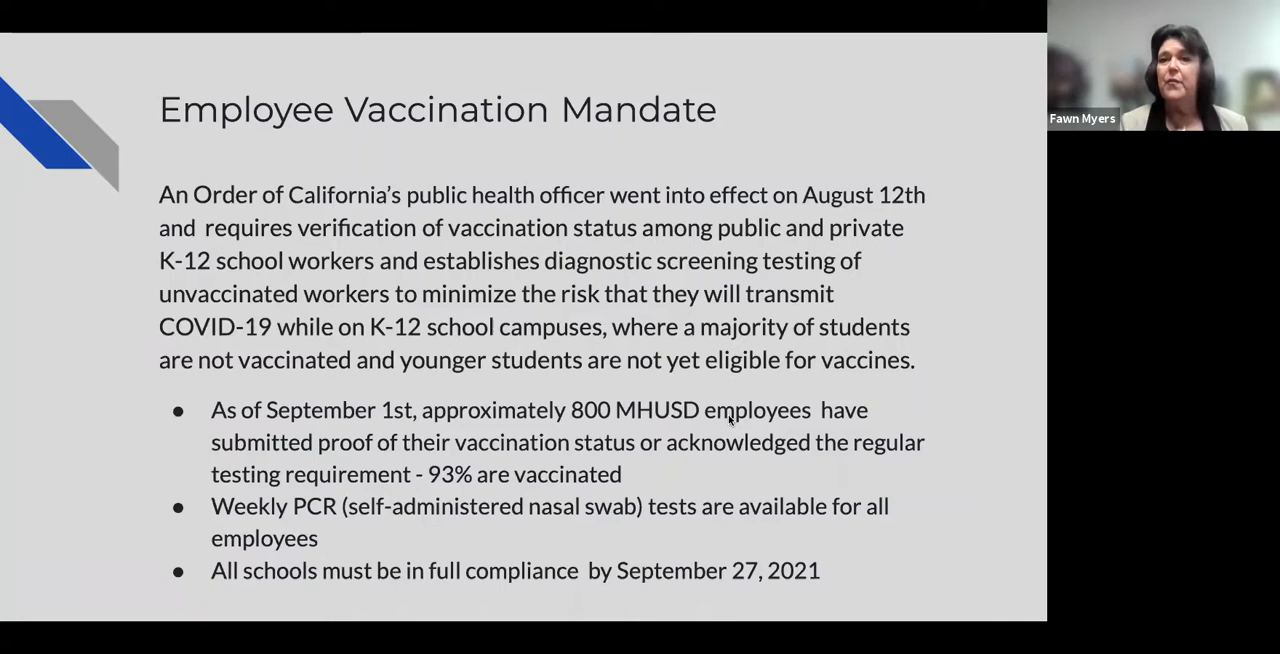 Employee Vaccination Mandate
An Order of California's public health officer went into effect on August 12th
and requires verification of vaccination status among public and private
K-12 school workers and establishes diagnostic screening testing of
unvaccinated workers to minimize the risk that they will transmit
COVID-19 while on K-12 school campuses, where a majority of students
are not vaccinated and younger students are not yet eligible for vaccines.
● As of September 1st, approximately 800 MHUSD employees have
submitted proof of their vaccination status or acknowledged the regular
testing requirement - 93% are vaccinated
● Weekly PCR (self-administered nasal swab) tests are available for all
employees
● All schools must be in full compliance by September 27, 2021
Fawn Myers